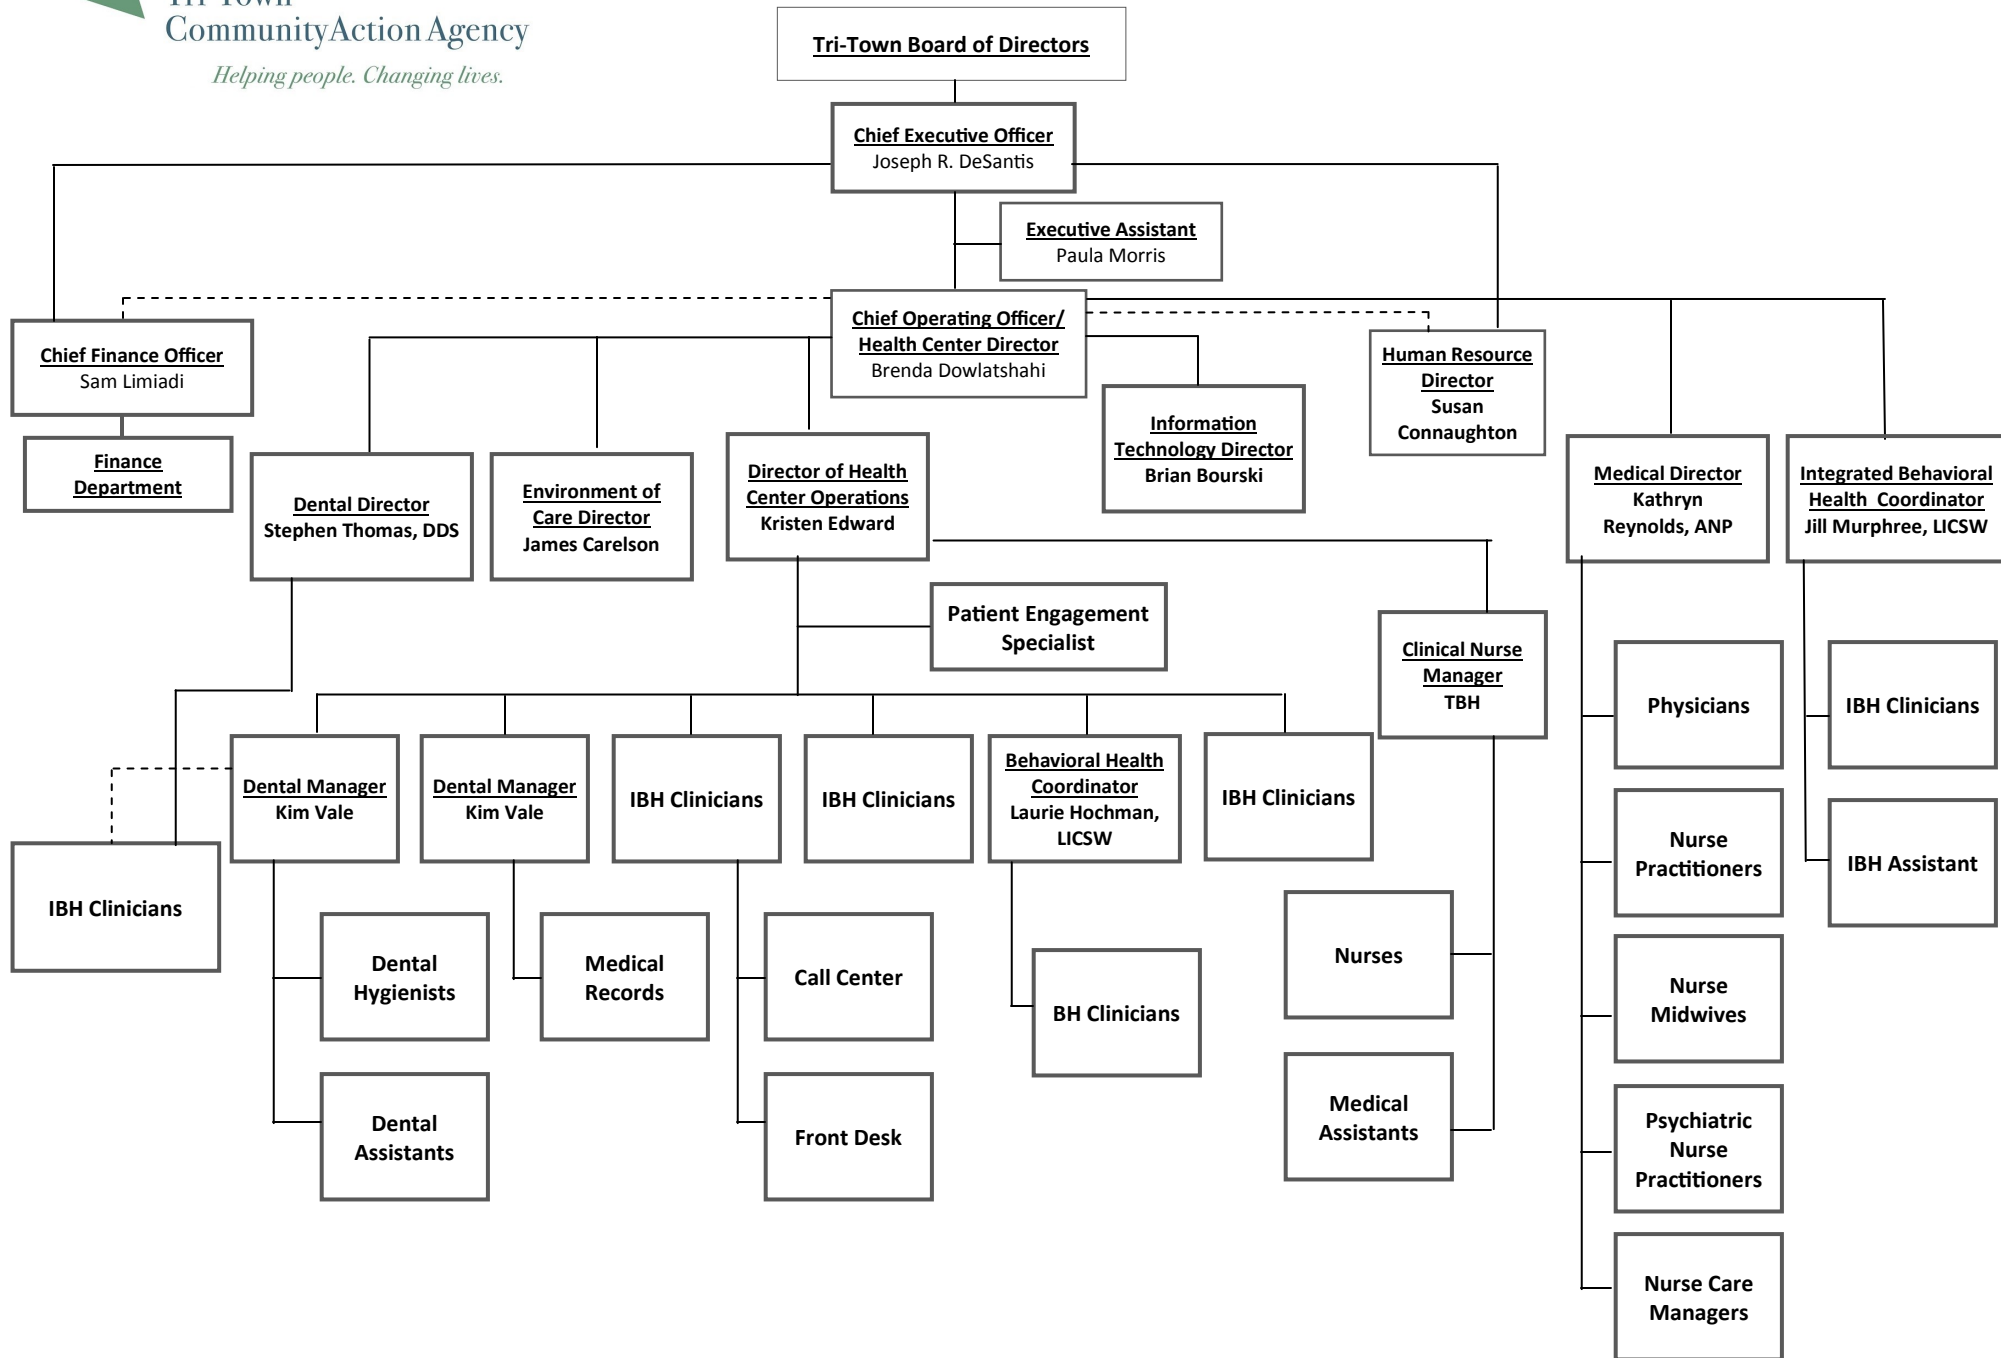 Tri-Town
CommunityAction Agency
Helping people. Changing lives.
Tri-Town Board of Directors
Chief Executive Officer
Joseph R. DeSantis
Executive Assistant
Paula Morris
Chief Operating Officer/
Health Center Director
Brenda Dowlatshahi
Chief Finance Officer
Sam Limiadi
Finance
Department
Human Resource
Director
Susan
Connaughton
Information
Technology Director
Brian Bourski
Dental Director
Stephen Thomas, DDS
Environment of
Care Director
James Carelson
Director of Health
Center Operations
Kristen Edward
Medical Director
Kathryn
Reynolds, ANP
Integrated Behavioral
Health Coordinator
Jill Murphree, LICSW
Patient Engagement
Specialist
Clinical Nurse
Manager
TBH
Physicians
IBH Clinicians
Dental Manager
Kim Vale
Dental Manager
Kim Vale
IBH Clinicians
IBH Clinicians
Behavioral Health
Coordinator
Laurie Hochman,
LICSW
IBH Clinicians
Nurse
Practitioners
IBH Assistant
IBH Clinicians
Dental
Hygienists
Medical
Records
Call Center
BH Clinicians
Nurses
Nurse
Midwives
Dental
Assistants
Front Desk
Medical
Assistants
Psychiatric
Nurse
Practitioners
Nurse Care
Managers